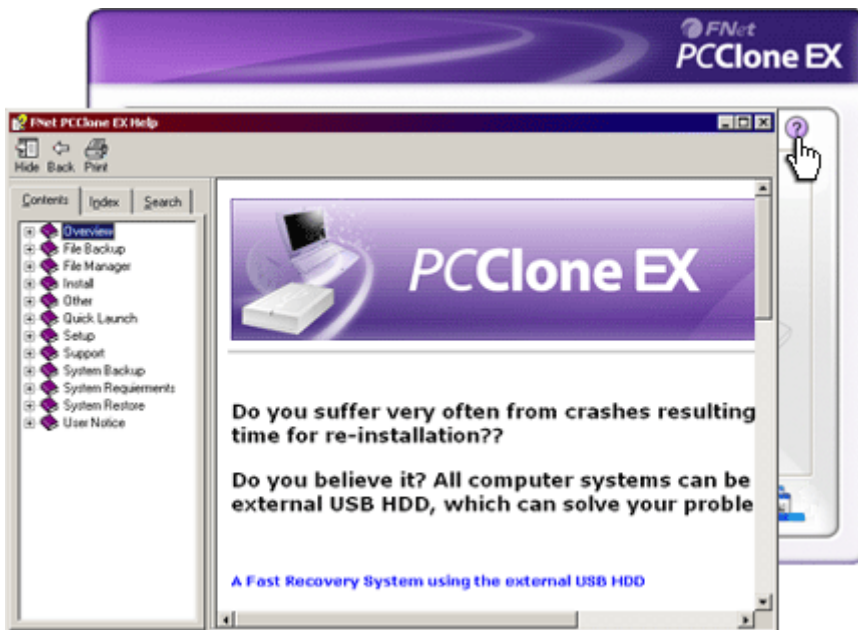 FNet
PCClone EX
FNet PCClone EX Help
Hide Back Print
Contents Index Search
Overview
File Backup
File Manager
Install
Other
Quick Launch
Setup
Support
System Backup
System Requierments
System Restore
User Notice
PCClone EX
Do you suffer very often from crashes resulting
time for re-installation??
Do you believe it? All computer systems can be
external USB HDD, which can solve your proble
A Fast Recovery System using the external USB HDD